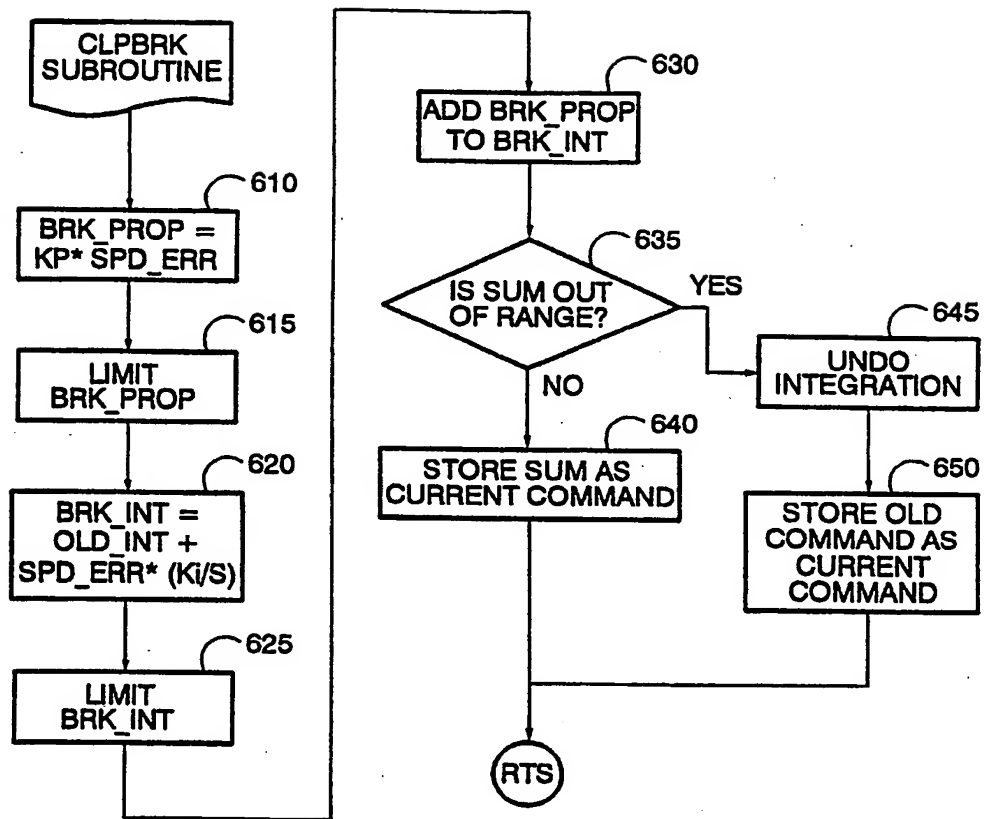 CLPBRK
SUBROUTINE
610
BRK_PROP =
KP* SPD_ERR
615
LIMIT
BRK_PROP
620
BRK_INT =
OLD_INT +
SPD_ERR* (Ki/S)
625
LIMIT
BRK_INT
630
ADD BRK_PROP
TO BRK_INT
635
IS SUM OUT
OF RANGE?
YES
NO
640
STORE SUM AS
CURRENT COMMAND
645
UNDO
INTEGRATION
650
STORE OLD
COMMAND AS
CURRENT
COMMAND
RTS